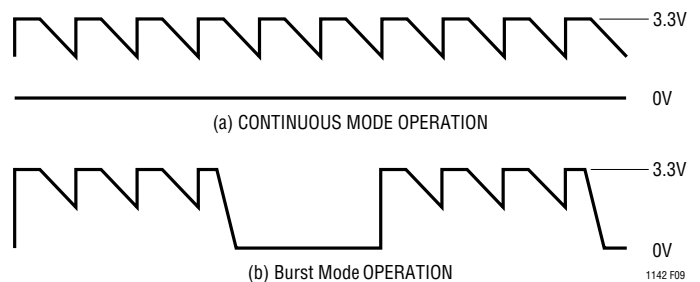 3.3V
0V
(a) CONTINUOUS MODE OPERATION
3.3V
0V
(b) Burst Mode OPERATION
1142 F09